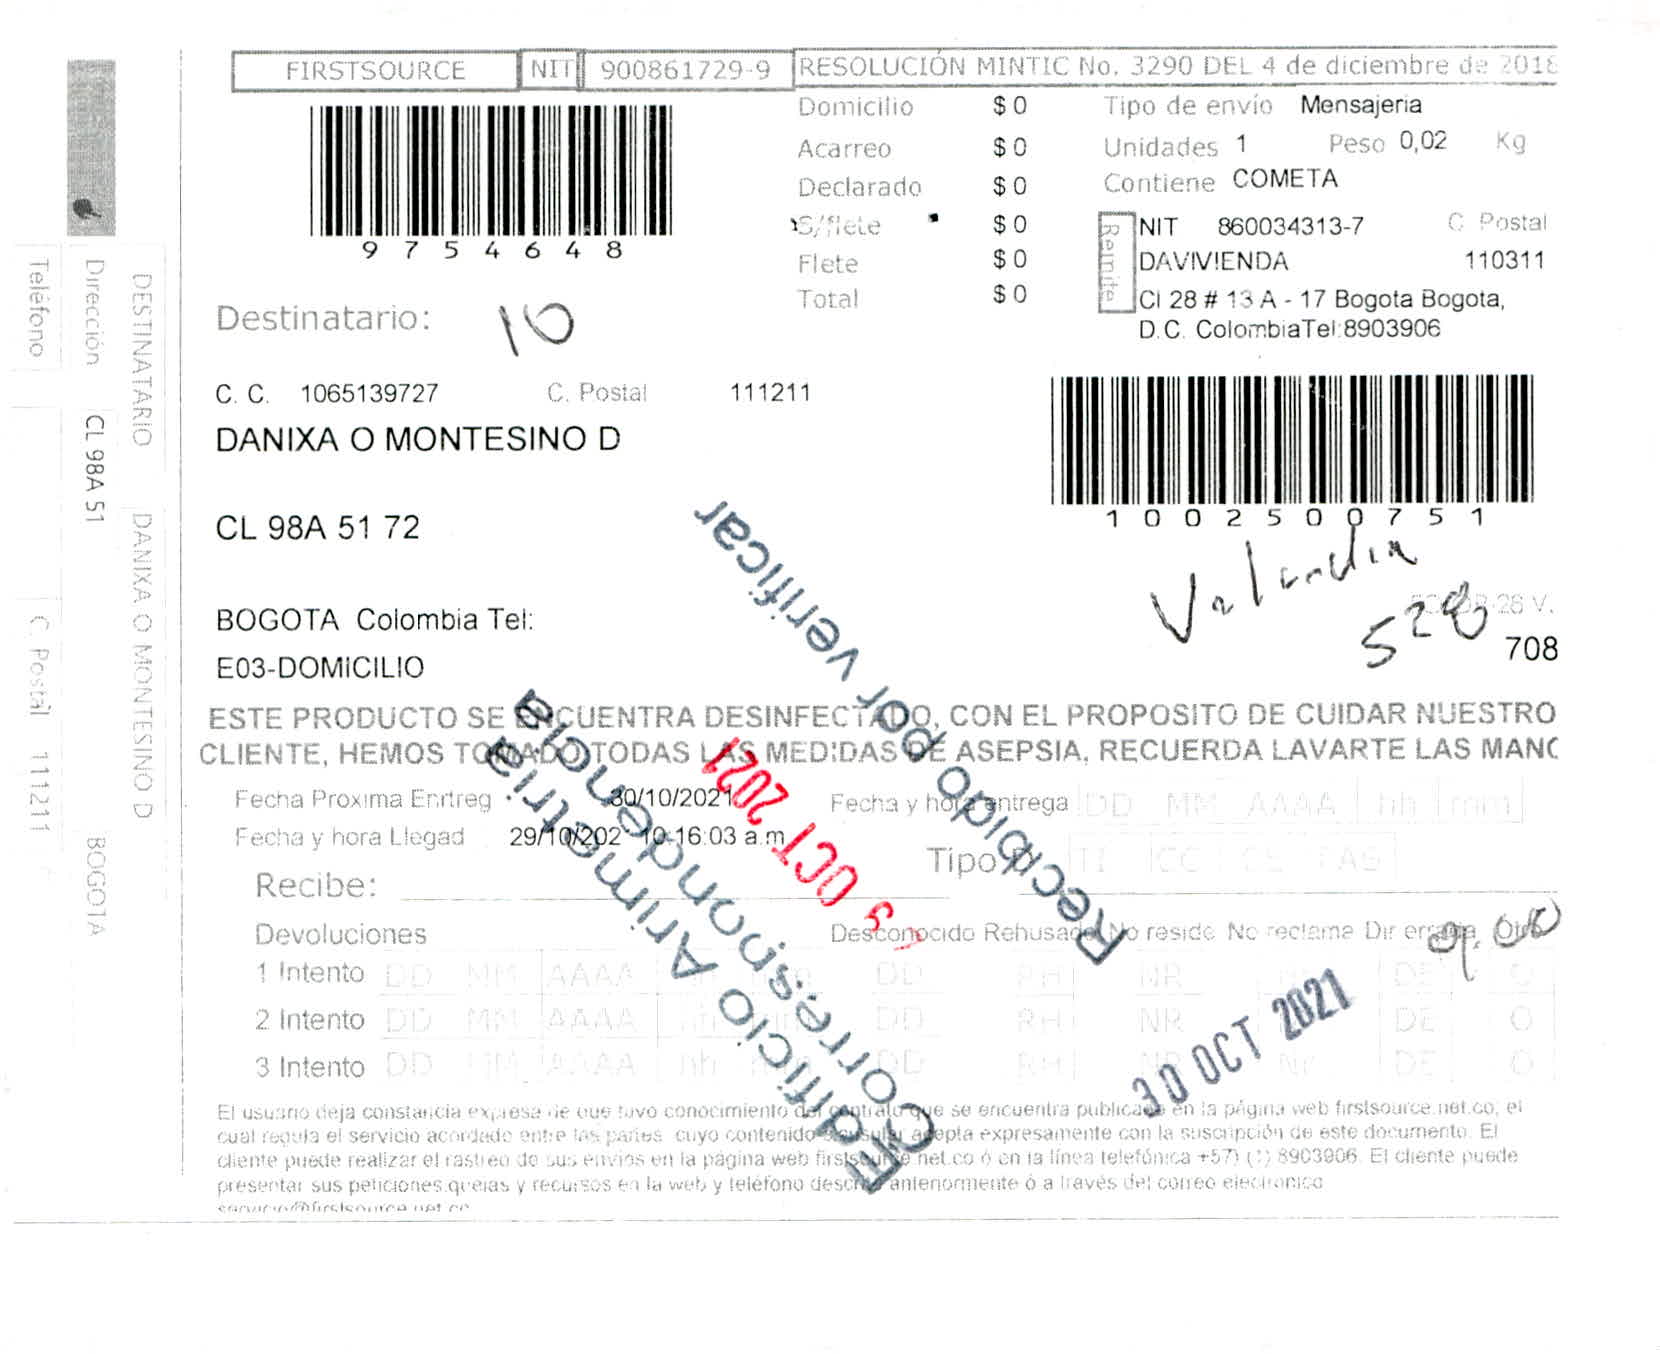 FIRSTSOURCE NIT 900861729-9 RESOLUCIÓN MINTIC No. 3290 DEL 4 de diciembre de 2018
9 7 5 4 6 4 8
Domicilio $ 0
Acarreo $ 0
Declarado $ 0
S/flete $ 0
Flete $ 0
Total $ 0
Tipo de envío Mensajeria
Unidades 1 Peso 0,02 Kg
Contiene COMETA
Remite
NIT 860034313-7 C Postal
DAVIVIENDA 110311
Cl 28 # 13 A - 17 Bogota Bogota,
D.C. ColombiaTel:8903906
Destinatario: 10
C. C. 1065139727 C. Postal 111211
DANIXA O MONTESINO D
CL 98A 51 72
BOGOTA Colombia Tel:
E03-DOMICILIO
1 0 0 2 5 0 0 7 5 1
528
708
ESTE PRODUCTO SE ENCUENTRA DESINFECTADO, CON EL PROPOSITO DE CUIDAR NUESTRO
CLIENTE, HEMOS TOMADO TODAS LAS MEDIDAS DE ASEPSIA, RECUERDA LAVARTE LAS MANO
Fecha Proxima Entreg 30/10/2021 Fecha y hora entrega DD MM AAAA hh mm
Fecha y hora Llegad 29/10/202 10:16:03 a.m
Tipo TI CC CE PAS
Recibe:
Devoluciones Desconocido Rehusado No reside No reclama Dir errada Otro
1 Intento DD MM AAAA DD RH NR DE O
2 Intento DD MM AAAA hh mm DD RH NR DE O
3 Intento DD MM AAAA hh DD RH NR Nr DE O
El usuario deja constancia expresa de que tuvo conocimiento del contrato que se encuentra publicado en la página web firstsource.net.co, el
cual regula el servicio acordado entre las partes, cuyo contenido clausular acepta expresamente con la suscripción de este documento. El
cliente puede realizar el rastreo de sus envios en la página web firstsource.net.co ó en la línea telefónica +57) (1) 8903906. El cliente puede
presentar sus peticiones,quejas y recursos en la web y teléfono descrito anteriormente ó a través del correo electronico
servicio@firstsource.net.co
Edificio Arimetria
Correspondencia
OCT 2021
Recibido por verificar
30 OCT 2021
DESTINATARIO DANIXA O MONTESINO D
Dirección CL 98A 51 BOGOTA
Teléfono C. Postal 111211